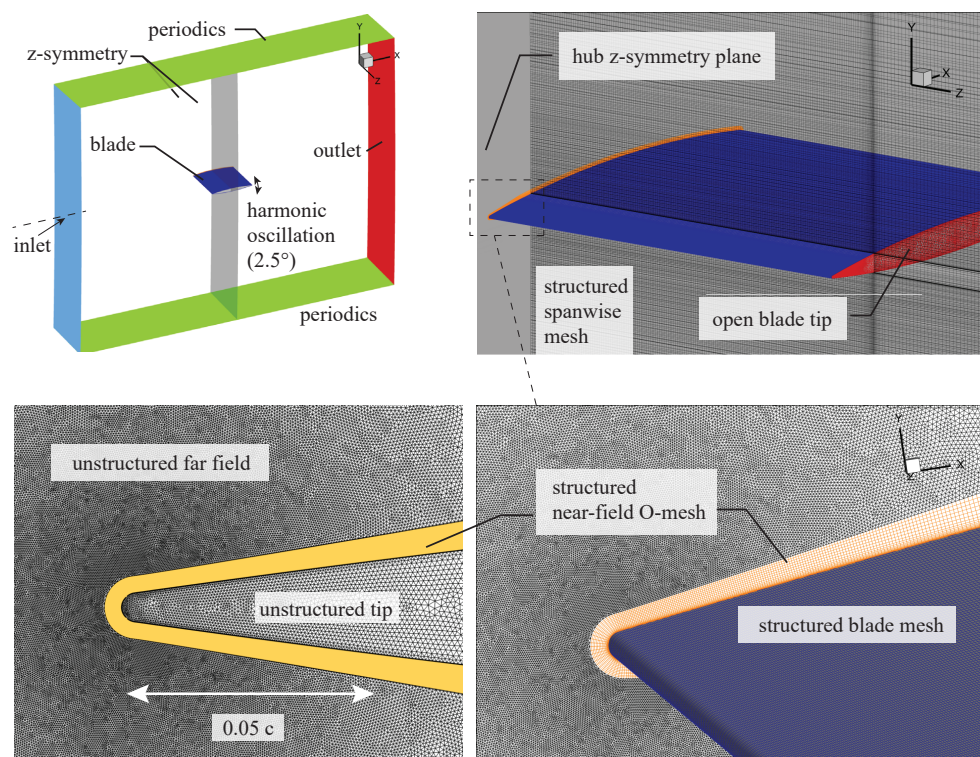 periodics
z-symmetry
blade
outlet
inlet
harmonic
oscillation
(2.5°)
periodics
Y
X
Z
hub z-symmetry plane
Y
X
Z
structured
spanwise
mesh
open blade tip
unstructured far field
unstructured tip
0.05 c
structured
near-field O-mesh
structured blade mesh
Y
X